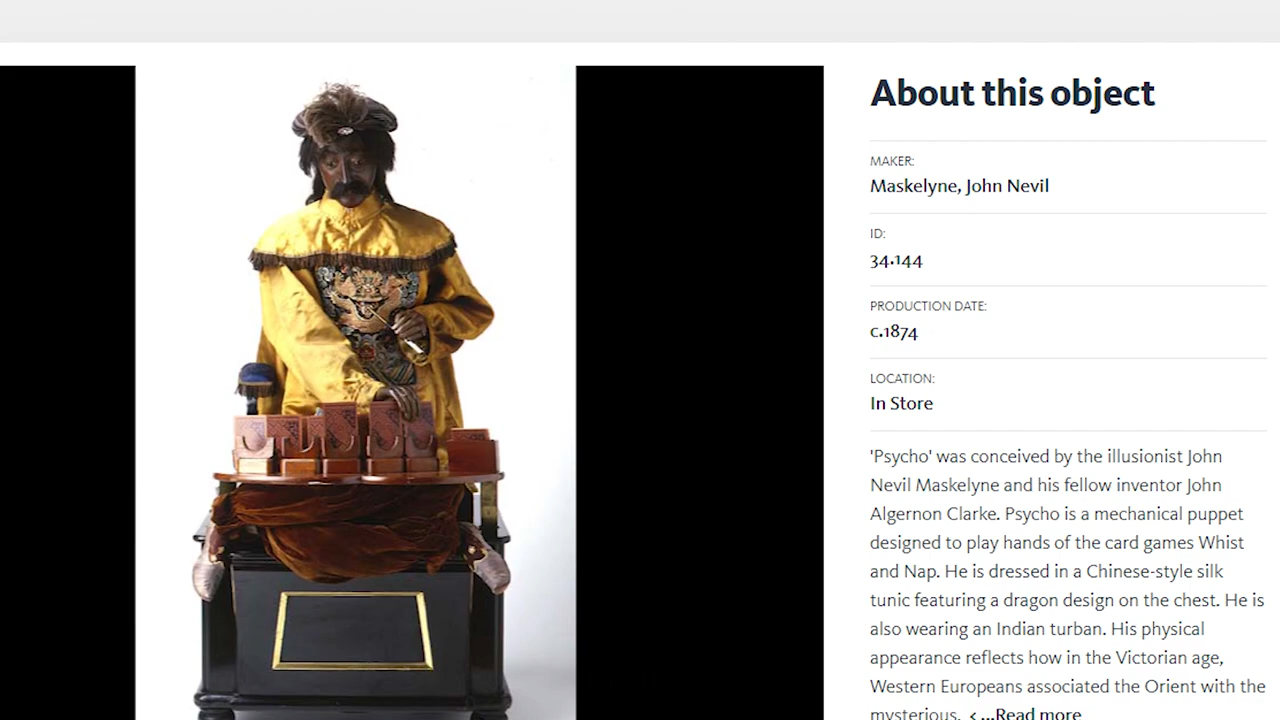 About this object
MAKER:
Maskelyne, John Nevil
ID:
34.144
PRODUCTION DATE:
c.1874
LOCATION:
In Store
'Psycho' was conceived by the illusionist John
Nevil Maskelyne and his fellow inventor John
Algernon Clarke. Psycho is a mechanical puppet
designed to play hands of the card games Whist
and Nap. He is dressed in a Chinese-style silk
tunic featuring a dragon design on the chest. He is
also wearing an Indian turban. His physical
appearance reflects how in the Victorian age,
Western Europeans associated the Orient with the
mysterious. < ...Read more